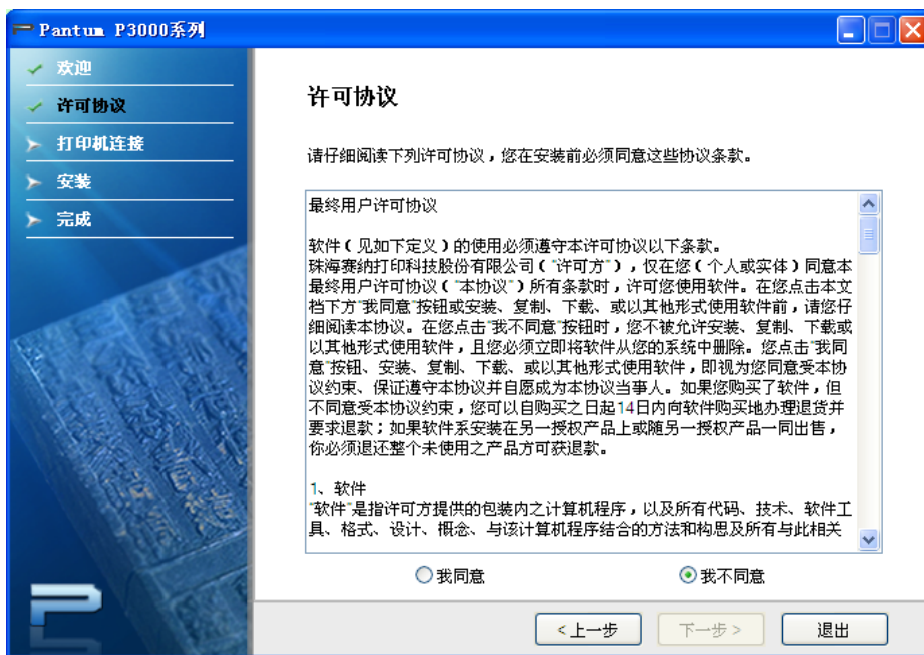 Pantum P3000系列
欢迎
许可协议
打印机连接
安装
完成
许可协议
请仔细阅读下列许可协议，您在安装前必须同意这些协议条款。
最终用户许可协议
软件（见如下定义）的使用必须遵守本许可协议以下条款。
珠海赛纳打印科技股份有限公司（"许可方"），仅在您（个人或实体）同意本
最终用户许可协议（"本协议"）所有条款时，许可您使用软件。在您点击本文
档下方"我同意"按钮或安装、复制、下载、或以其他形式使用软件前，请您仔
细阅读本协议。在您点击"我不同意"按钮时，您不被允许安装、复制、下载或
以其他形式使用软件，且您必须立即将软件从您的系统中删除。您点击"我同
意"按钮、安装、复制、下载、或以其他形式使用软件，即视为您同意受本协
议约束、保证遵守本协议并自愿成为本协议当事人。如果您购买了软件，但
不同意受本协议约束，您可以自购买之日起14日内向软件购买地办理退货并
要求退款；如果软件系安装在另一授权产品上或随另一授权产品一同出售，
你必须退还整个未使用之产品方可获退款。
1、软件
"软件"是指许可方提供的包装内之计算机程序，以及所有代码、技术、软件工
具、格式、设计、概念、与该计算机程序结合的方法和构思及所有与此相关
我同意
我不同意
<上一步
下一步>
退出